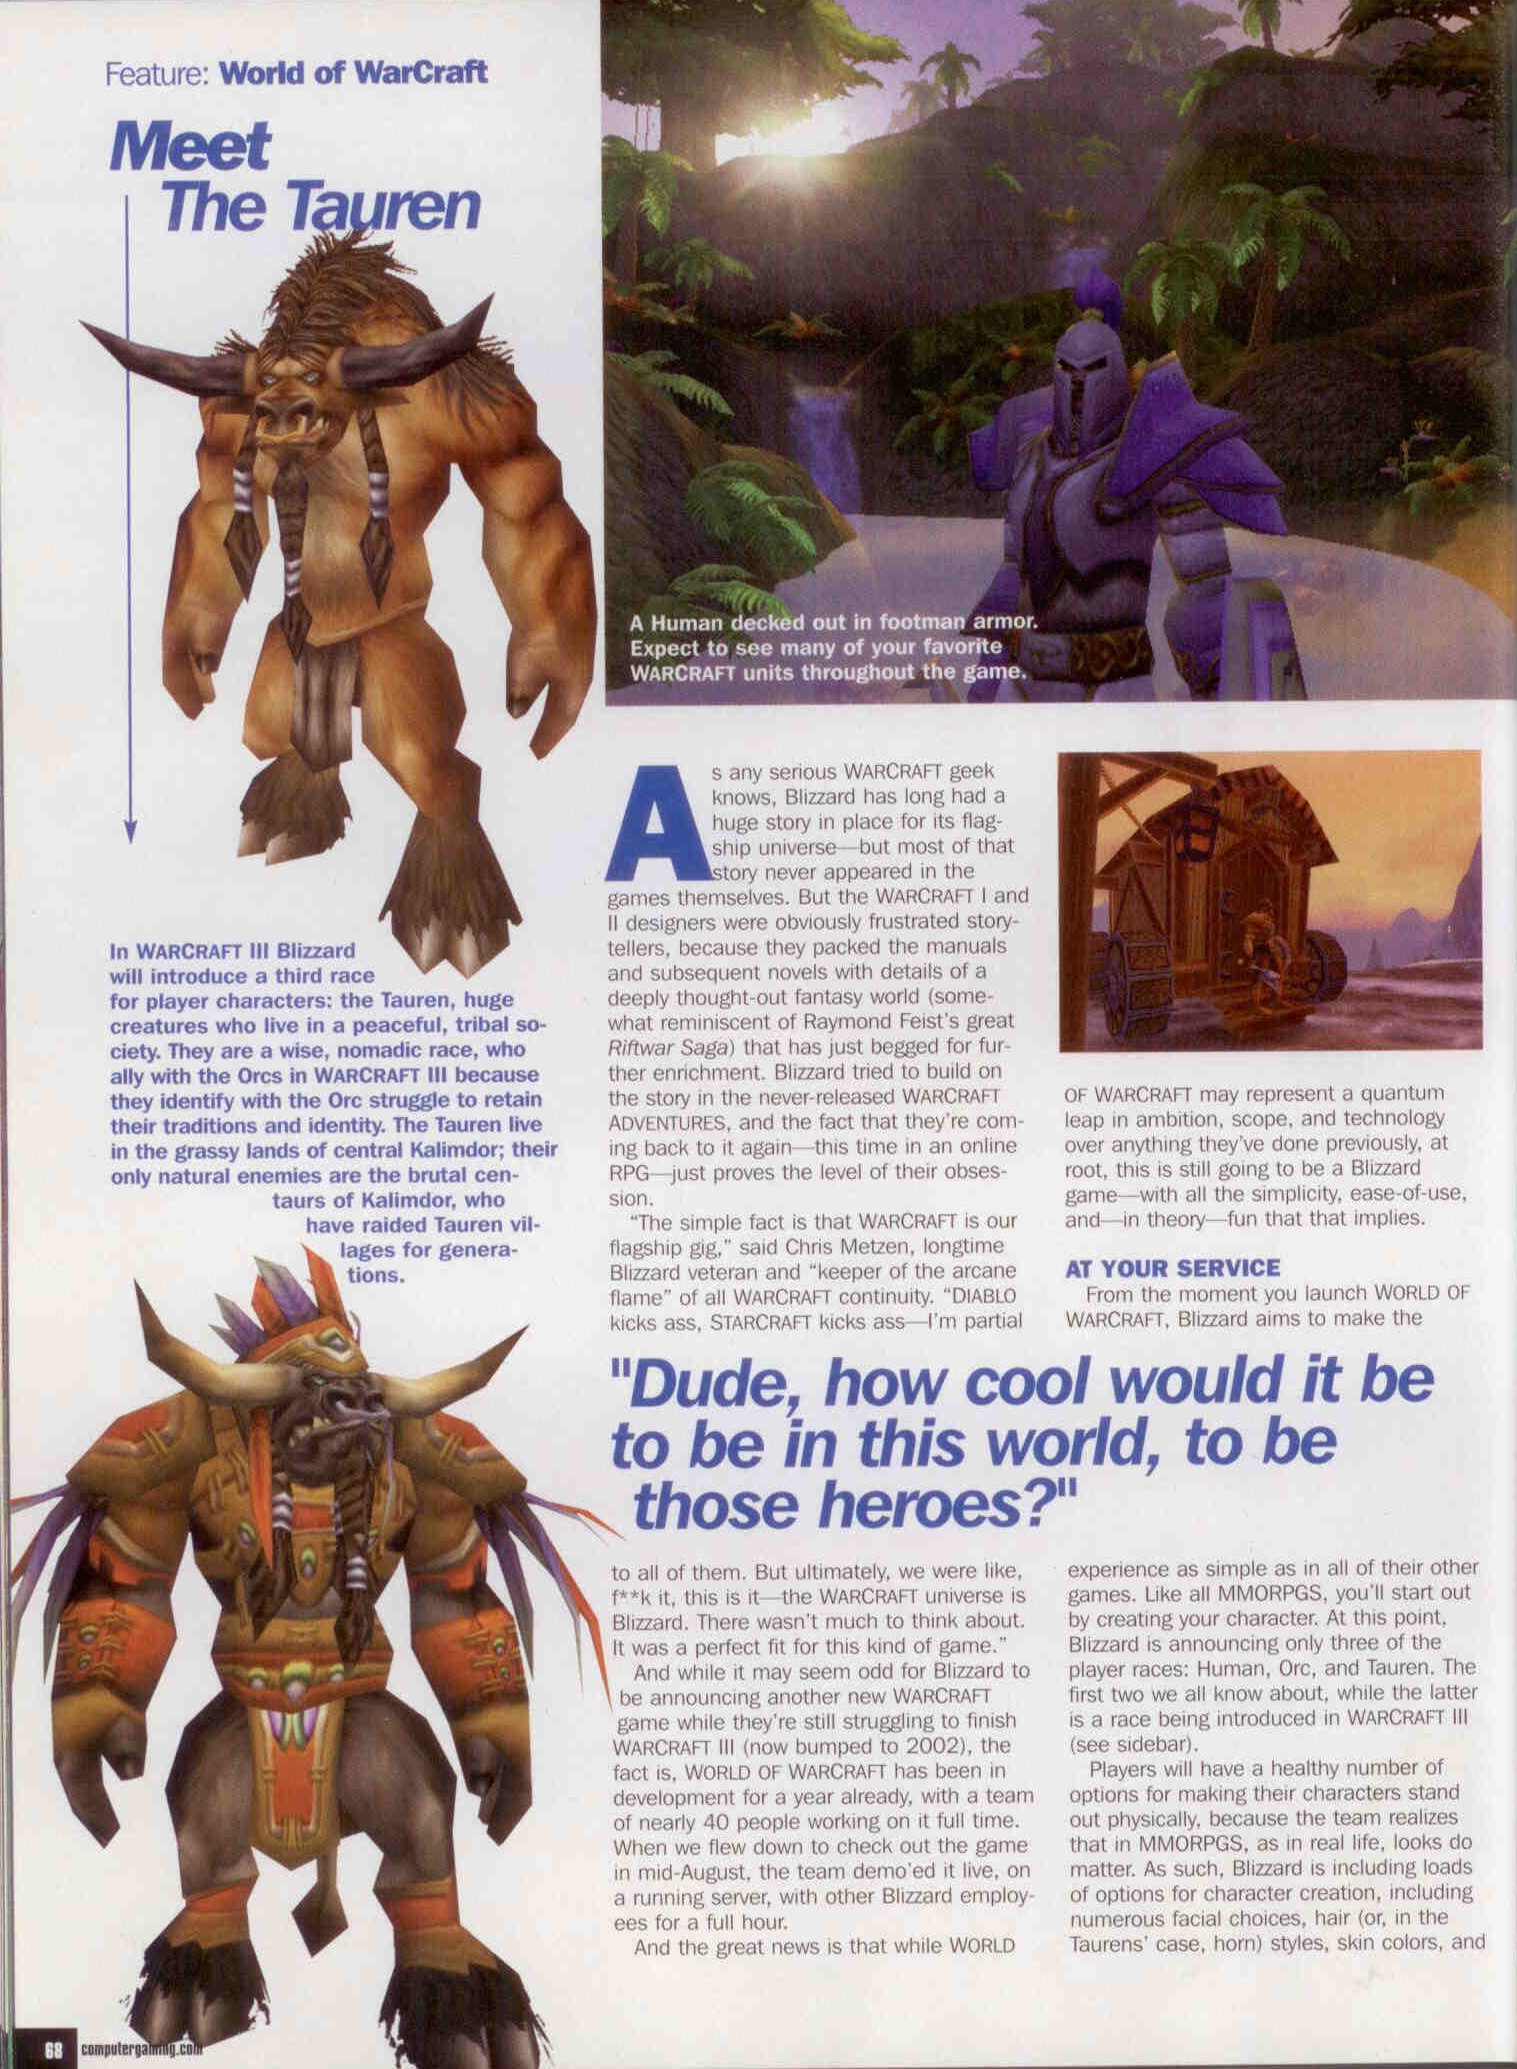 Feature: World of WarCraft
Meet
The Tauren
A Human decked out in footman armor.
Expect to see many of your favorite
WARCRAFT units throughout the game.
In WARCRAFT III Blizzard
will introduce a third race
for player characters: the Tauren, huge
creatures who live in a peaceful, tribal so-
ciety. They are a wise, nomadic race, who
ally with the Orcs in WARCRAFT III because
they identify with the Orc struggle to retain
their traditions and identity. The Tauren live
in the grassy lands of central Kalimdor; their
only natural enemies are the brutal cen-
taurs of Kalimdor, who
have raided Tauren vil-
lages for genera-
tions.
As any serious WARCRAFT geek
knows, Blizzard has long had a
huge story in place for its flag-
ship universe—but most of that
story never appeared in the
games themselves. But the WARCRAFT I and
II designers were obviously frustrated story-
tellers, because they packed the manuals
and subsequent novels with details of a
deeply thought-out fantasy world (some-
what reminiscent of Raymond Feist's great
Riftwar Saga) that has just begged for fur-
ther enrichment. Blizzard tried to build on
the story in the never-released WARCRAFT
ADVENTURES, and the fact that they're com-
ing back to it again—this time in an online
RPG—just proves the level of their obses-
sion.
"The simple fact is that WARCRAFT is our
flagship gig," said Chris Metzen, longtime
Blizzard veteran and "keeper of the arcane
flame" of all WARCRAFT continuity. "DIABLO
kicks ass, STARCRAFT kicks ass—I'm partial
"Dude, how cool would it be
to be in this world, to be
those heroes?"
to all of them. But ultimately, we were like,
f**k it, this is it—the WARCRAFT universe is
Blizzard. There wasn't much to think about.
It was a perfect fit for this kind of game."
And while it may seem odd for Blizzard to
be announcing another new WARCRAFT
game while they're still struggling to finish
WARCRAFT III (now bumped to 2002), the
fact is, WORLD OF WARCRAFT has been in
development for a year already, with a team
of nearly 40 people working on it full time.
When we flew down to check out the game
in mid-August, the team demo'ed it live, on
a running server, with other Blizzard employ-
ees for a full hour.
And the great news is that while WORLD
OF WARCRAFT may represent a quantum
leap in ambition, scope, and technology
over anything they've done previously, at
root, this is still going to be a Blizzard
game—with all the simplicity, ease-of-use,
and—in theory—fun that that implies.
AT YOUR SERVICE
From the moment you launch WORLD OF
WARCRAFT, Blizzard aims to make the
experience as simple as in all of their other
games. Like all MMORPGS, you'll start out
by creating your character. At this point,
Blizzard is announcing only three of the
player races: Human, Orc, and Tauren. The
first two we all know about, while the latter
is a race being introduced in WARCRAFT III
(see sidebar).
Players will have a healthy number of
options for making their characters stand
out physically, because the team realizes
that in MMORPGS, as in real life, looks do
matter. As such, Blizzard is including loads
of options for character creation, including
numerous facial choices, hair (or, in the
Taurens' case, horn) styles, skin colors, and
68 computergaming.com